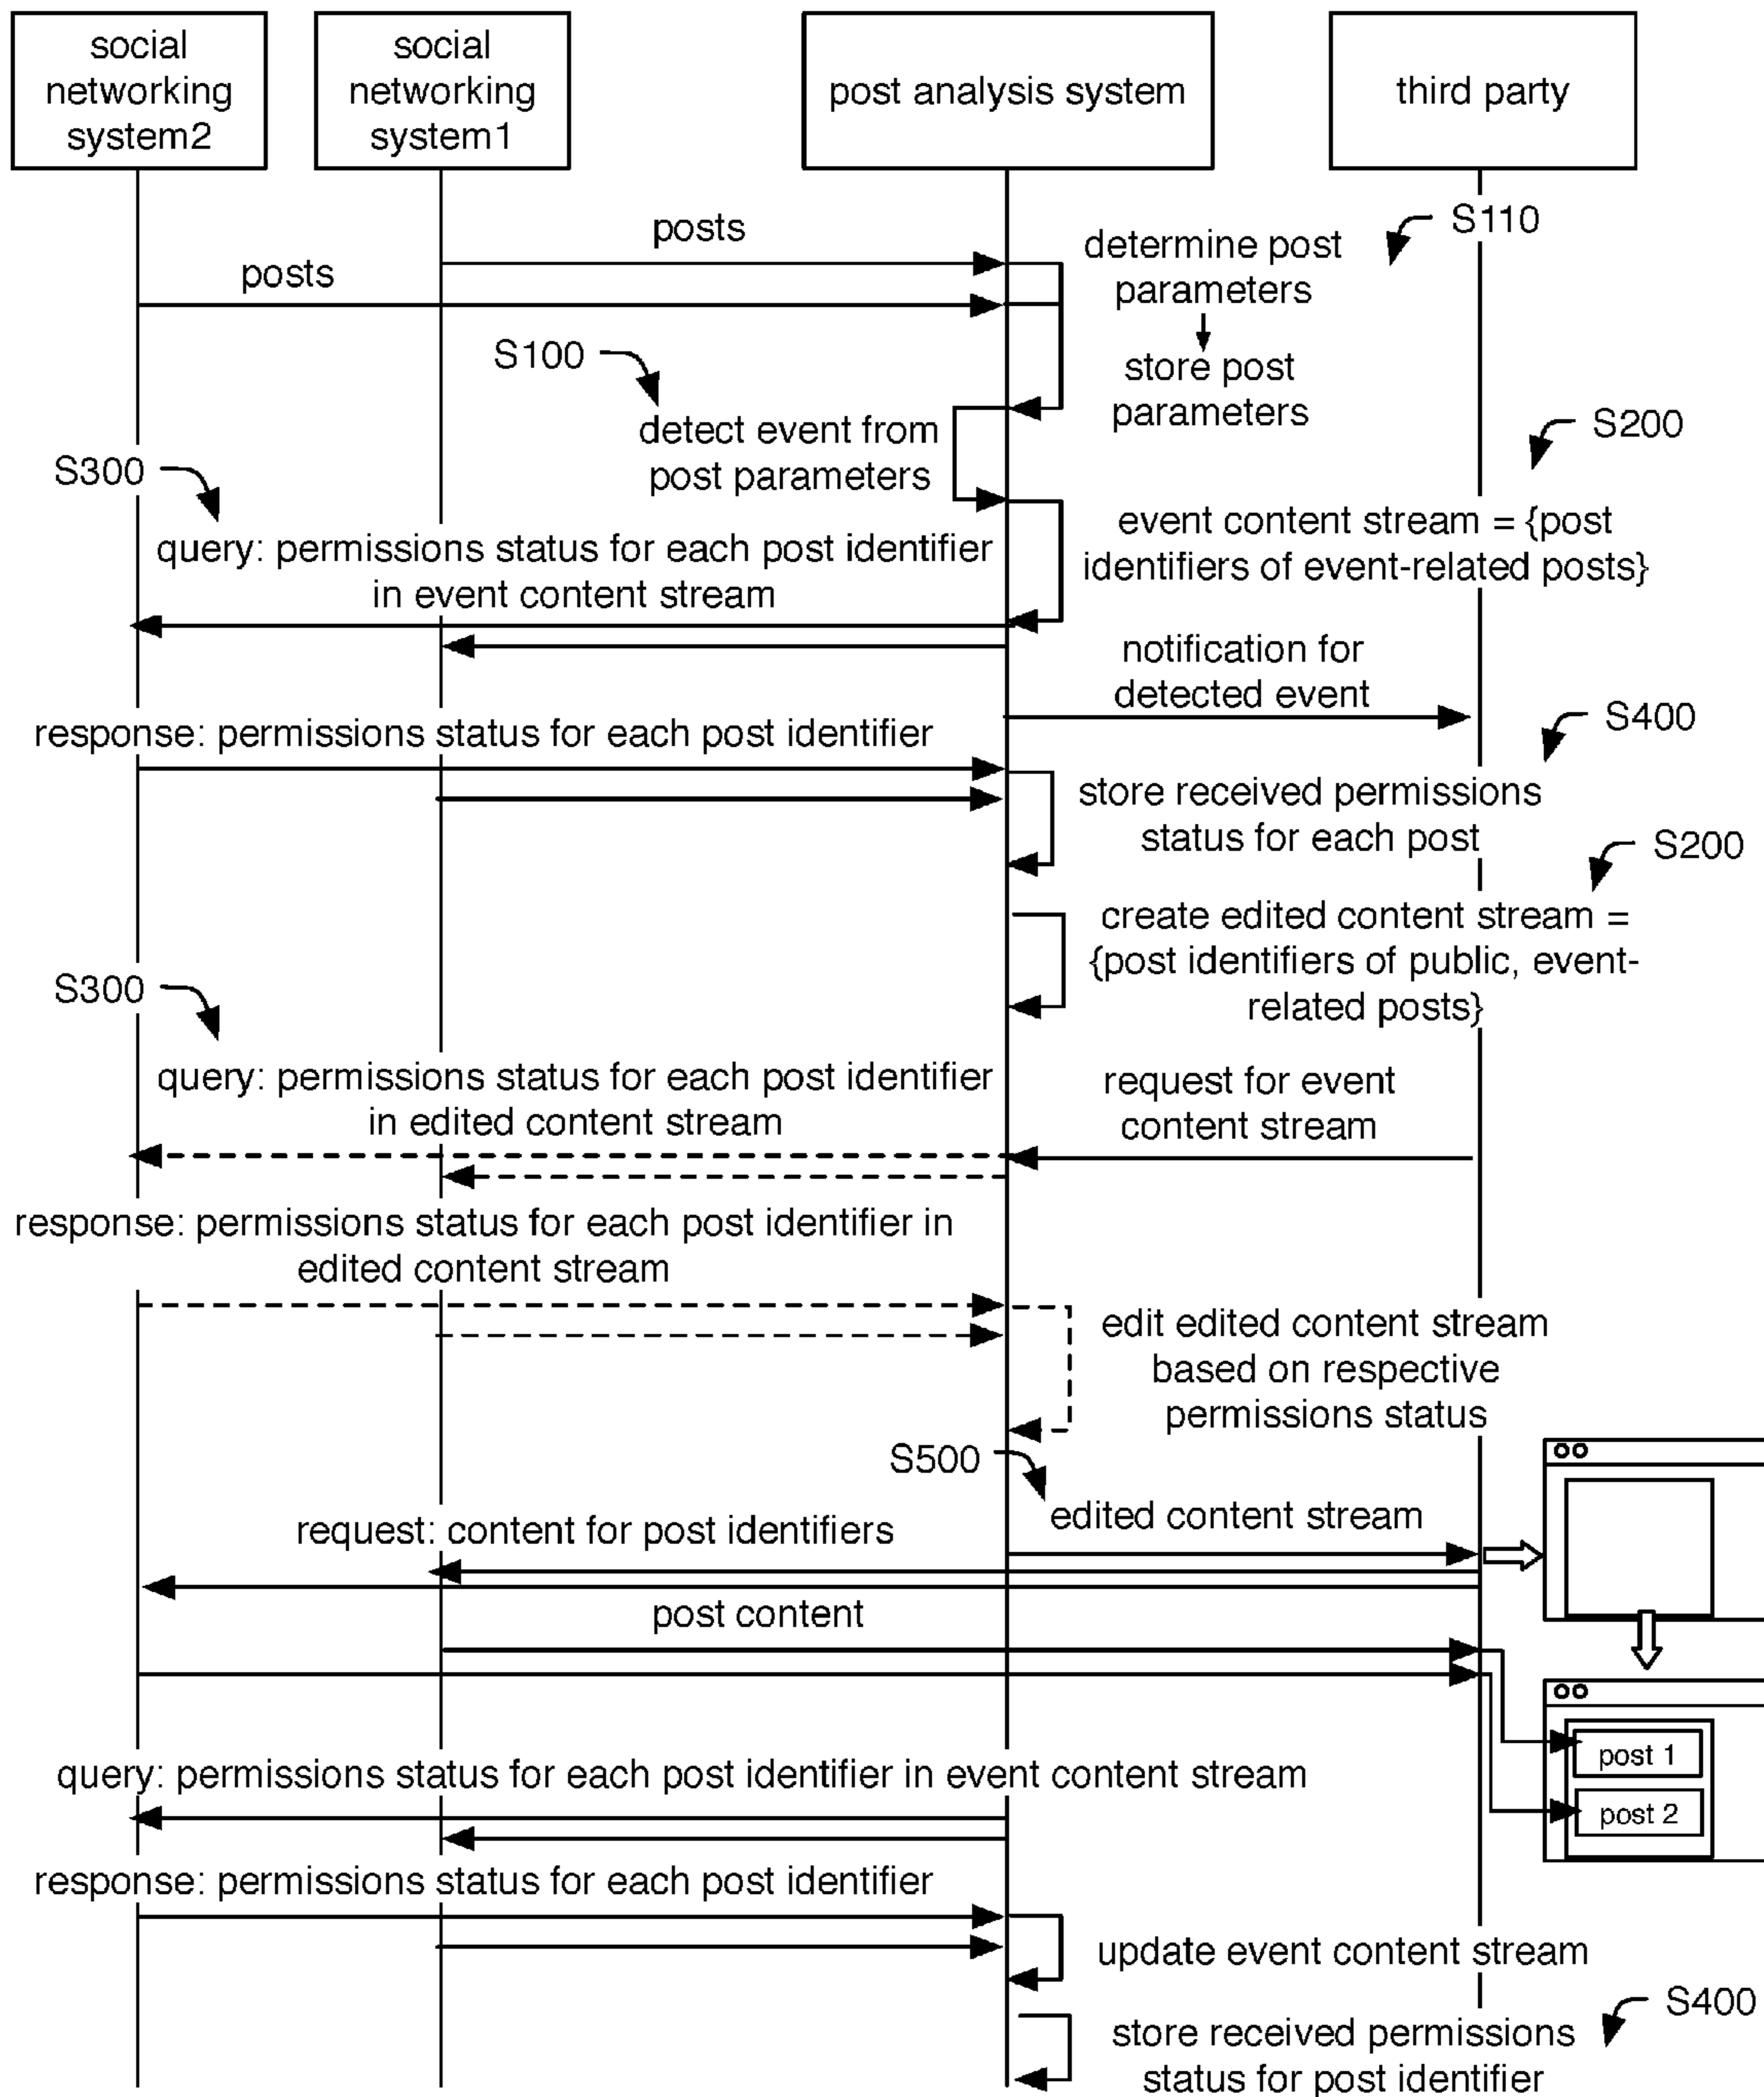 social
networking
system2
social
networking
system1
post analysis system
third party
S110
posts
determine post
parameters
posts
S100
store post
parameters
detect event from
post parameters
S200
S300
event content stream = {post
identifiers of event-related posts}
query: permissions status for each post identifier
in event content stream
notification for
detected event
response: permissions status for each post identifier
S400
store received permissions
status for each post
S200
create edited content stream =
{post identifiers of public, event-
related posts}
S300
query: permissions status for each post identifier
in edited content stream
request for event
content stream
response: permissions status for each post identifier in
edited content stream
edit edited content stream
based on respective
permissions status
S500
edited content stream
request: content for post identifiers
post content
post 1
post 2
query: permissions status for each post identifier in event content stream
response: permissions status for each post identifier
update event content stream
S400
store received permissions
status for post identifier